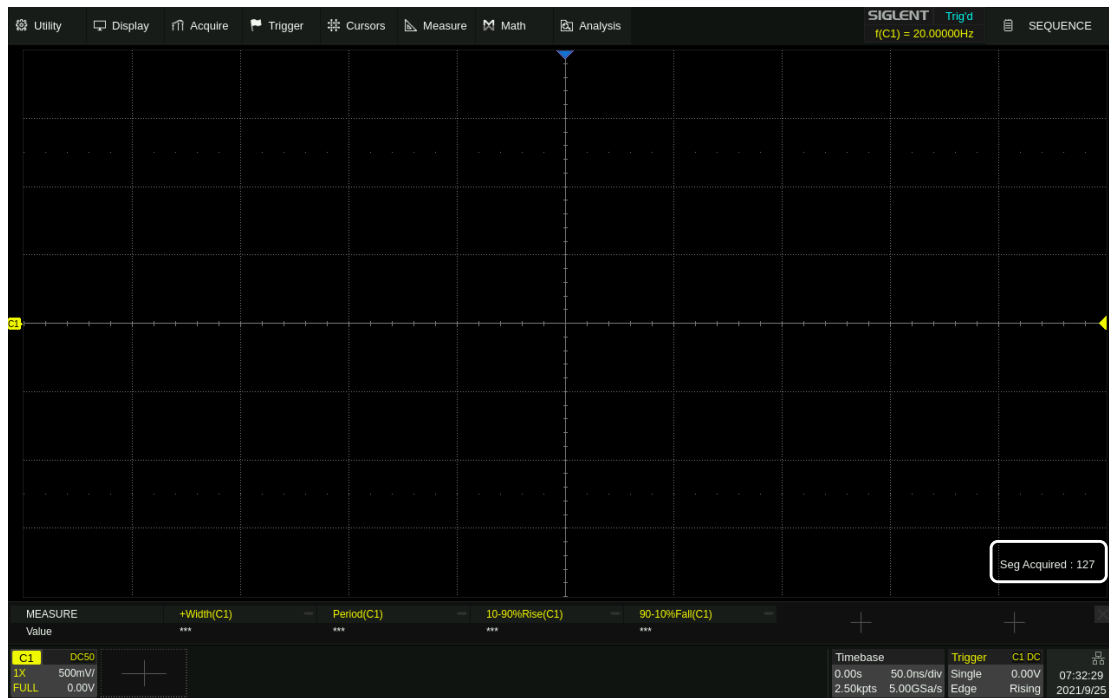 Utility Display Acquire Trigger Cursors Measure Math Analysis SIGLENT Trig'd SEQUENCE
f(C1) = 20.00000Hz
C1
Seg Acquired : 127
MEASURE +Width(C1) Period(C1) 10-90%Rise(C1) 90-10%Fall(C1)
Value *** *** *** ***
C1 DC50 Timebase Trigger C1 DC
1X 500mV/ 0.00s 50.0ns/div Single 0.00V 07:32:29
FULL 0.00V 2.50kpts 5.00GSa/s Edge Rising 2021/9/25